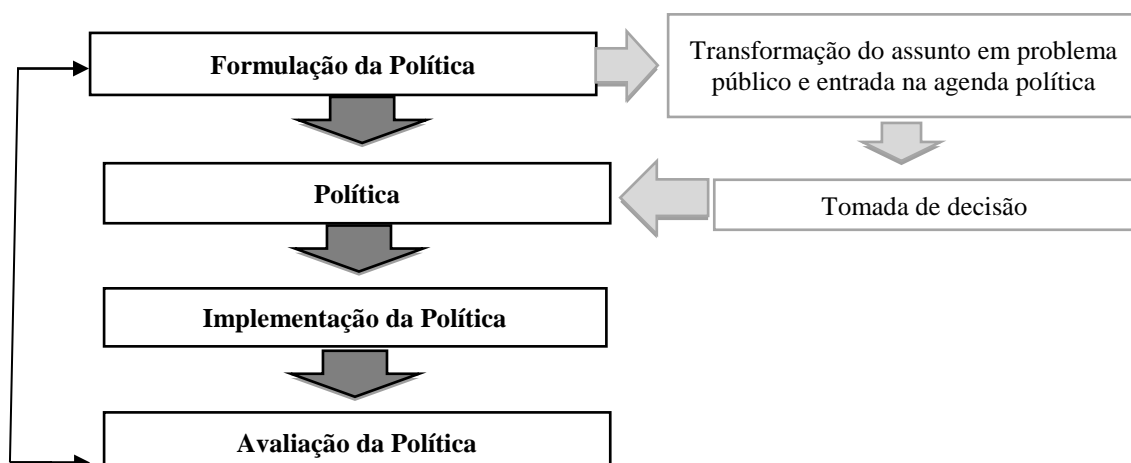 Formulação da Política
Transformação do assunto em problema
público e entrada na agenda política
Política
Tomada de decisão
Implementação da Política
Avaliação da Política